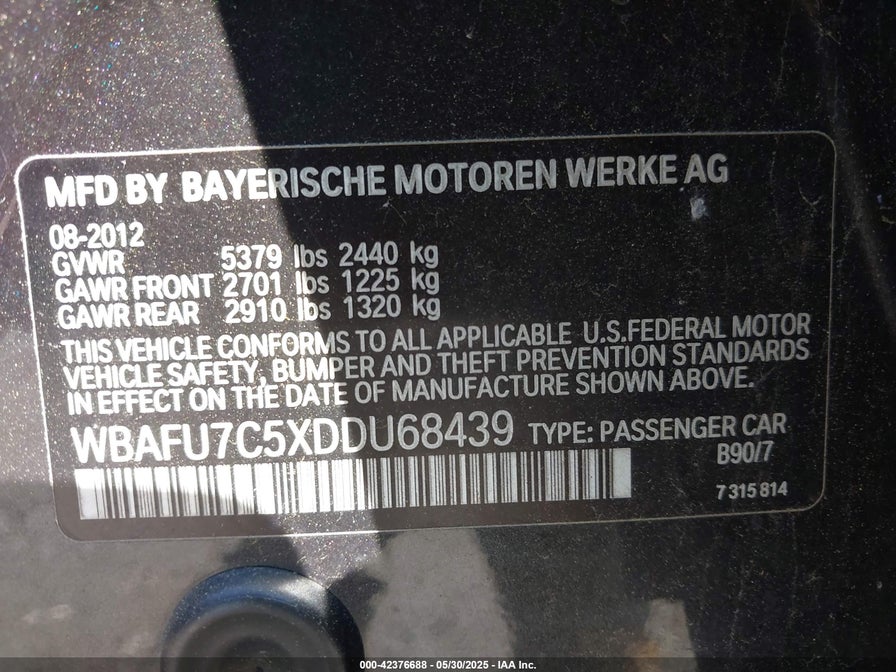 MFD BY BAYERISCHE MOTOREN WERKE AG
08-2012
GVWR 5379 lbs 2440 kg
GAWR FRONT 2701 lbs 1225 kg
GAWR REAR 2910 lbs 1320 kg
THIS VEHICLE CONFORMS TO ALL APPLICABLE U.S.FEDERAL MOTOR
VEHICLE SAFETY, BUMPER AND THEFT PREVENTION STANDARDS
IN EFFECT ON THE DATE OF MANUFACTURE SHOWN ABOVE.
WBAFU7C5XDDU68439 TYPE: PASSENGER CAR
B90/7
7 315 814
000-42376688 - 05/30/2025 - IAA Inc.